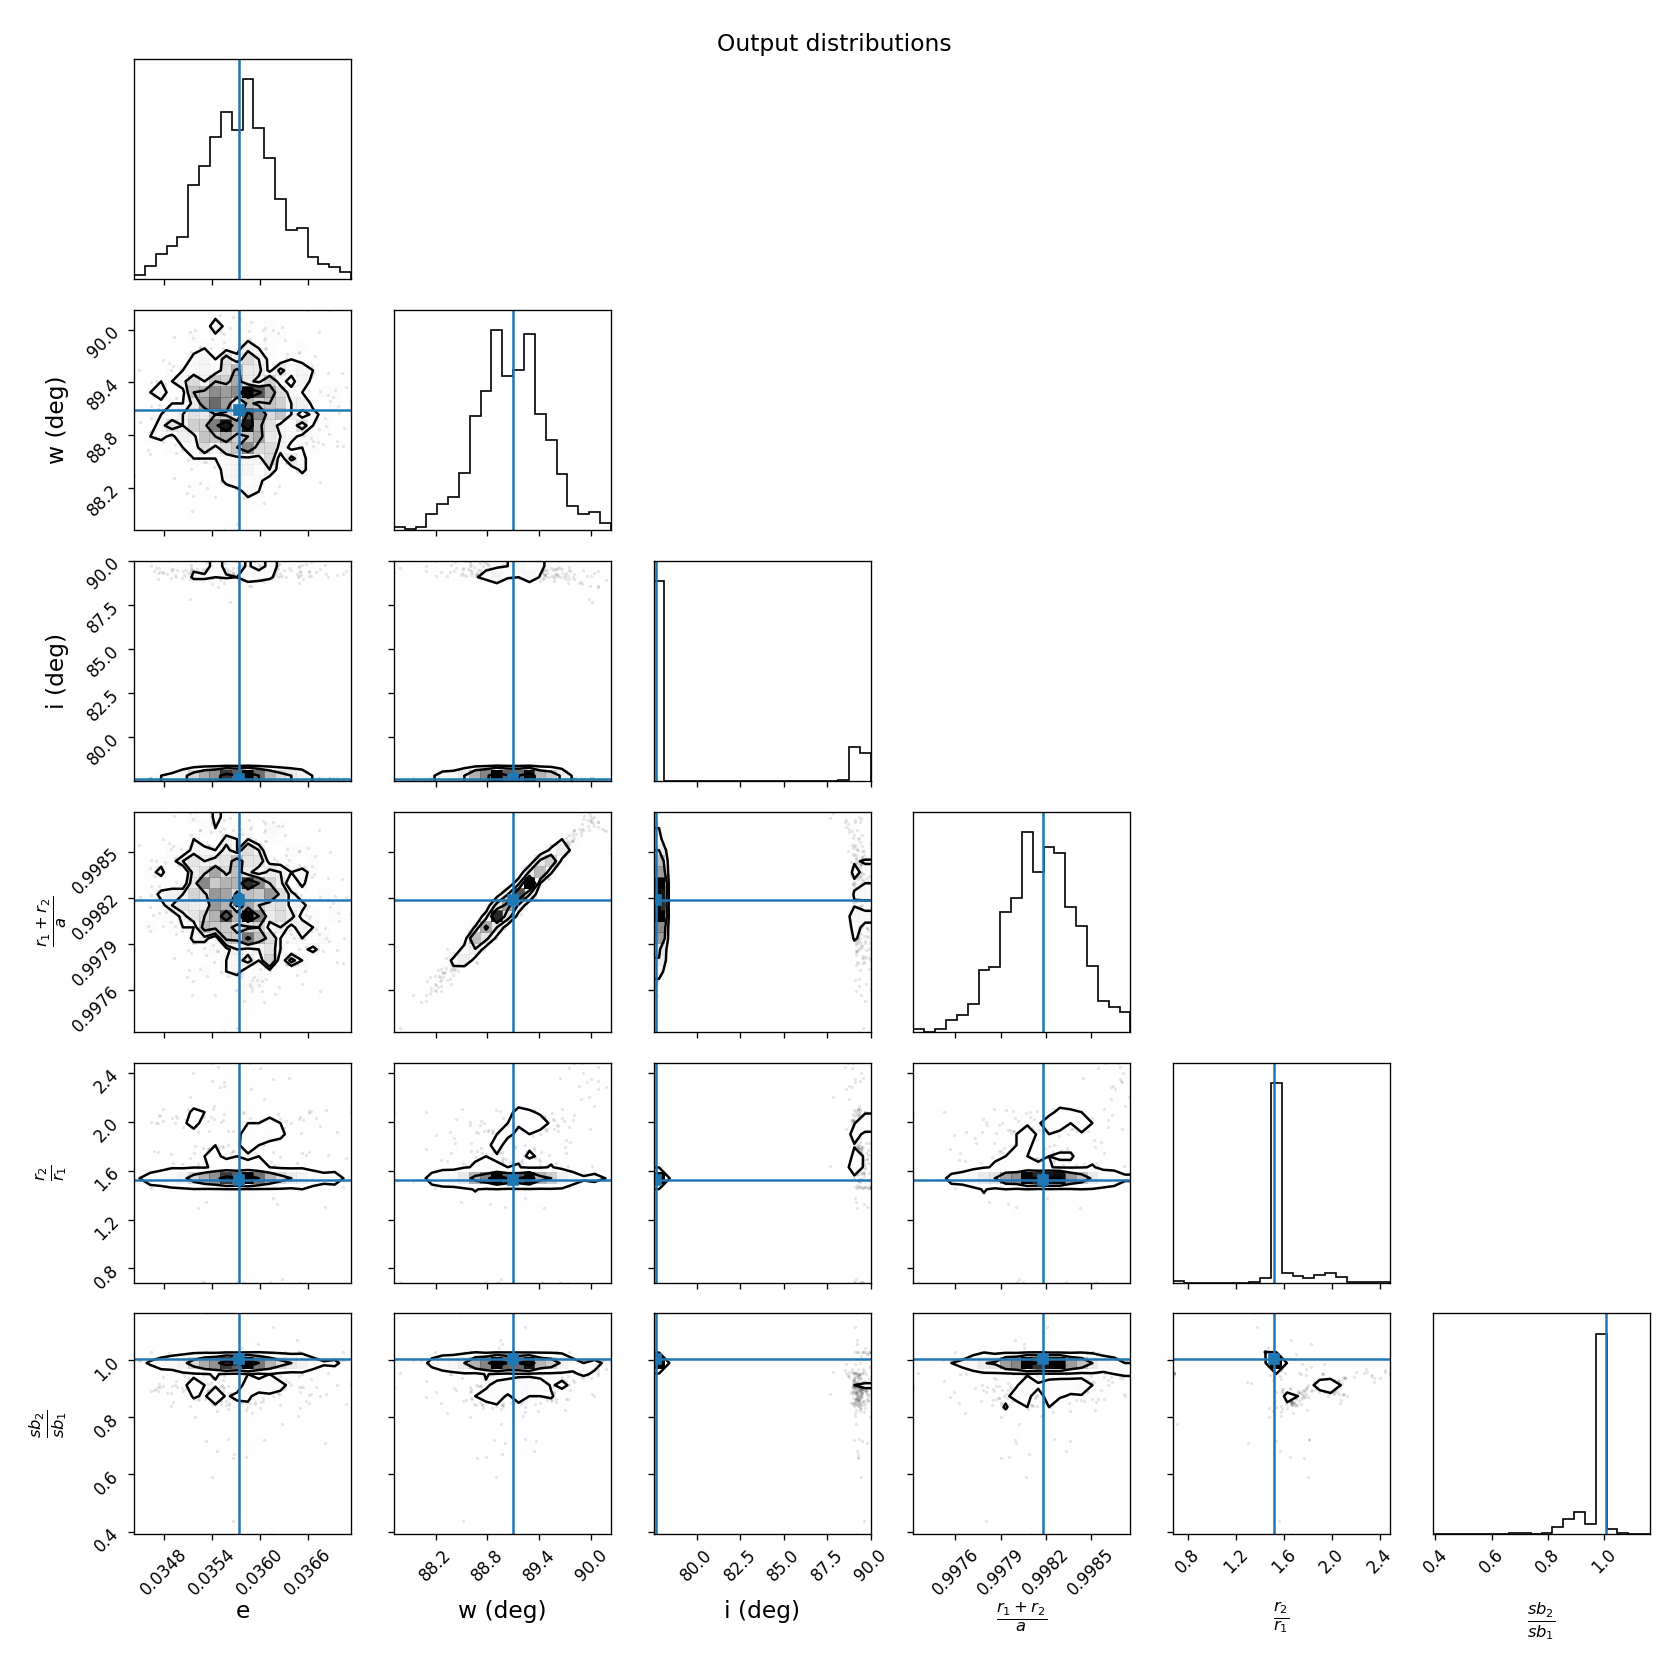 Output distributions
w (deg)
90.0
89.4
88.8
88.2
i (deg)
90.0
87.5
85.0
82.5
80.0
r₁ + r₂
a
0.9985
0.9982
0.9979
0.9976
r₂
r₁
2.4
2.0
1.6
1.2
0.8
sb₂
sb₁
1.0
0.8
0.6
0.4
0.0348 0.0354 0.0360 0.0366
88.2 88.8 89.4 90.0
80.0 82.5 85.0 87.5 90.0
0.9976 0.9979 0.9982 0.9985
0.8 1.2 1.6 2.0 2.4
0.4 0.6 0.8 1.0
e
w (deg)
i (deg)
r₁ + r₂
a
r₂
r₁
sb₂
sb₁